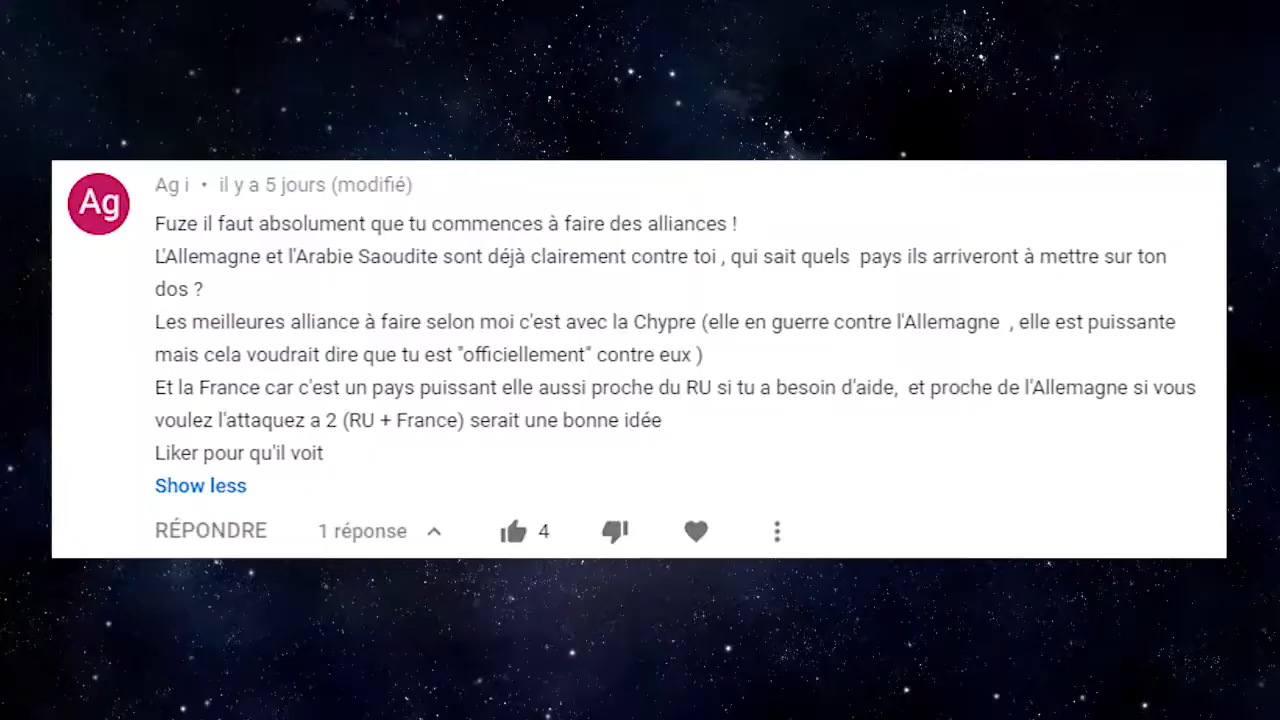 Ag
Ag i • il y a 5 jours (modifié)
Fuze il faut absolument que tu commences à faire des alliances !
L'Allemagne et l'Arabie Saoudite sont déjà clairement contre toi , qui sait quels  pays ils arriveront à mettre sur ton
dos ?
Les meilleures alliance à faire selon moi c'est avec la Chypre (elle en guerre contre l'Allemagne  , elle est puissante
mais cela voudrait dire que tu est "officiellement" contre eux )
Et la France car c'est un pays puissant elle aussi proche du RU si tu a besoin d'aide,  et proche de l'Allemagne si vous
voulez l'attaquez a 2 (RU + France) serait une bonne idée
Liker pour qu'il voit
Show less
RÉPONDRE 1 réponse 4